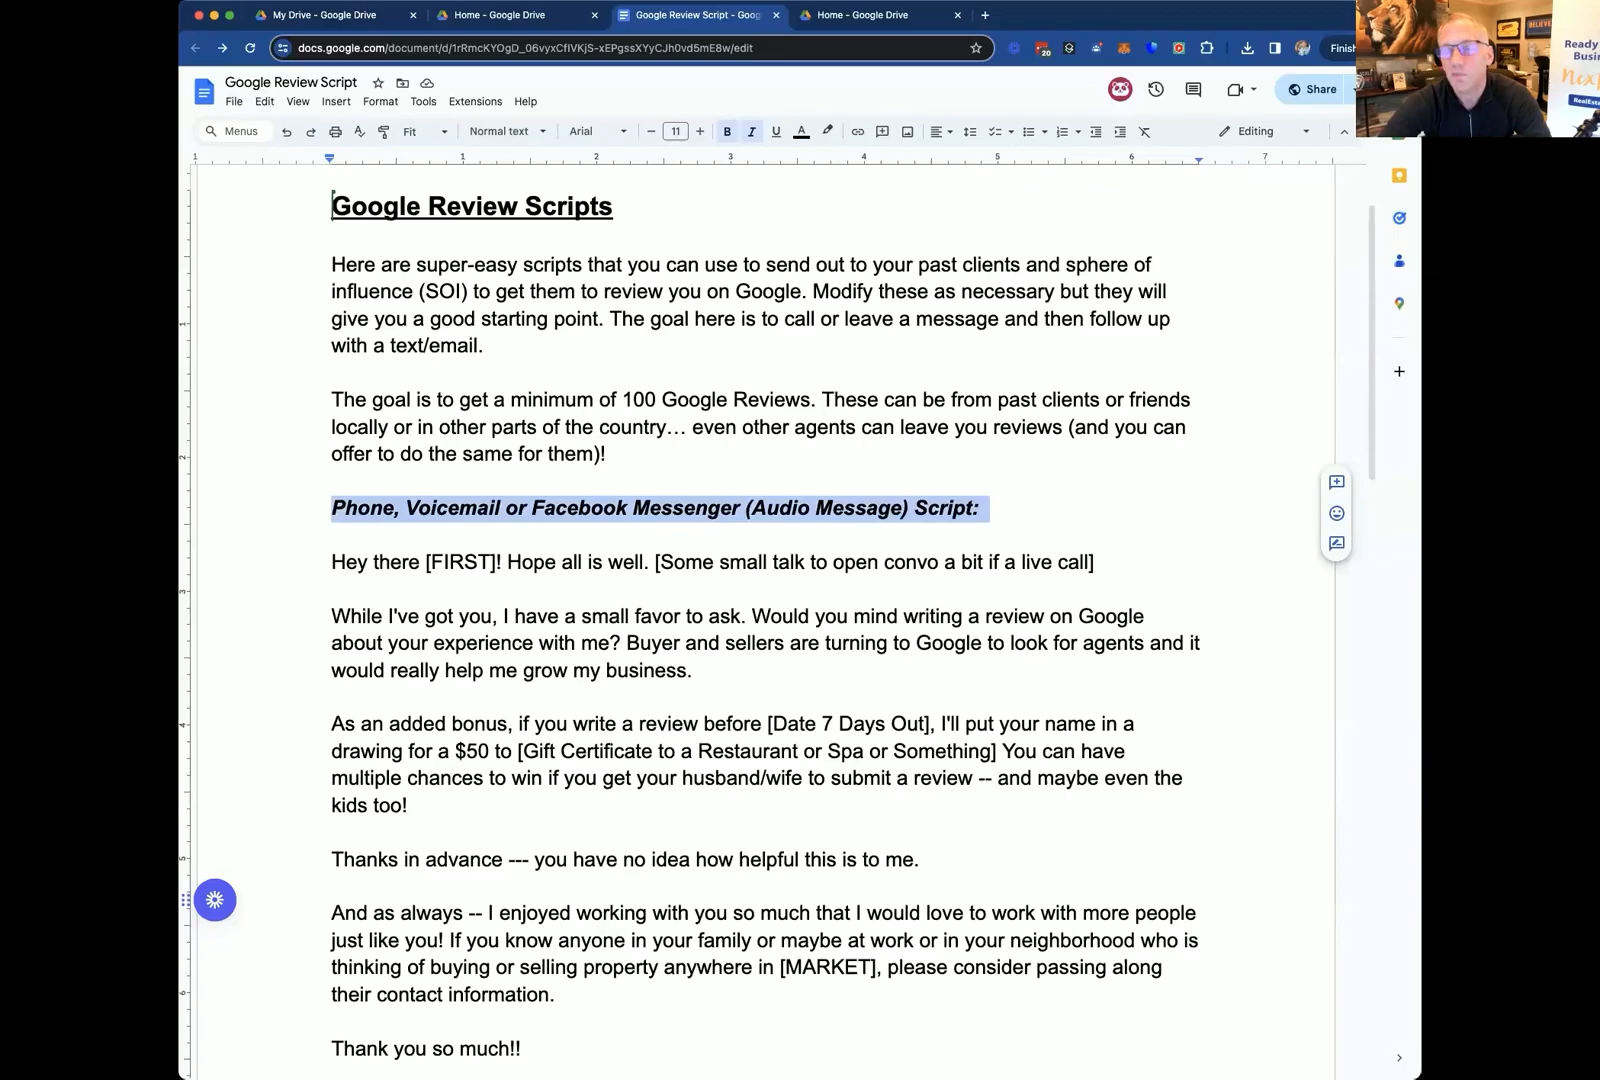 My Drive - Google Drive
Home - Google Drive
Google Review Script - Goog
Home - Google Drive
docs.google.com/document/d/1rRmcKYOgD_06vyxCfIVKjS-xEPgssXYyCJh0vd5mE8w/edit
20
Finish
Google Review Script
File Edit View Insert Format Tools Extensions Help
Share
Menus
Fit
Normal text
Arial
11
B I U A
Editing
1 1 2 3 4 5 6 7
Google Review Scripts
Here are super-easy scripts that you can use to send out to your past clients and sphere of
influence (SOI) to get them to review you on Google. Modify these as necessary but they will
give you a good starting point. The goal here is to call or leave a message and then follow up
with a text/email.
The goal is to get a minimum of 100 Google Reviews. These can be from past clients or friends
locally or in other parts of the country… even other agents can leave you reviews (and you can
offer to do the same for them)!
Phone, Voicemail or Facebook Messenger (Audio Message) Script:
Hey there [FIRST]! Hope all is well. [Some small talk to open convo a bit if a live call]
While I've got you, I have a small favor to ask. Would you mind writing a review on Google
about your experience with me? Buyer and sellers are turning to Google to look for agents and it
would really help me grow my business.
As an added bonus, if you write a review before [Date 7 Days Out], I'll put your name in a
drawing for a $50 to [Gift Certificate to a Restaurant or Spa or Something] You can have
multiple chances to win if you get your husband/wife to submit a review -- and maybe even the
kids too!
Thanks in advance --- you have no idea how helpful this is to me.
And as always -- I enjoyed working with you so much that I would love to work with more people
just like you! If you know anyone in your family or maybe at work or in your neighborhood who is
thinking of buying or selling property anywhere in [MARKET], please consider passing along
their contact information.
Thank you so much!!
BELIEVE
Ready
Busin
Nex
RealEsta